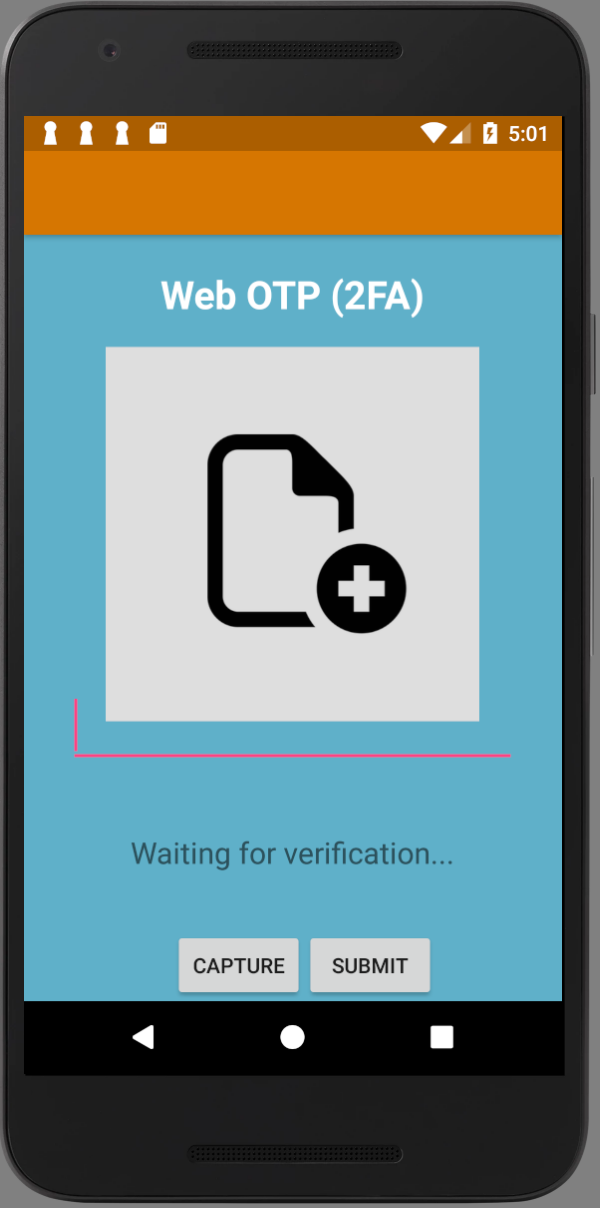 5:01
Web OTP (2FA)
Waiting for verification...
CAPTURE SUBMIT